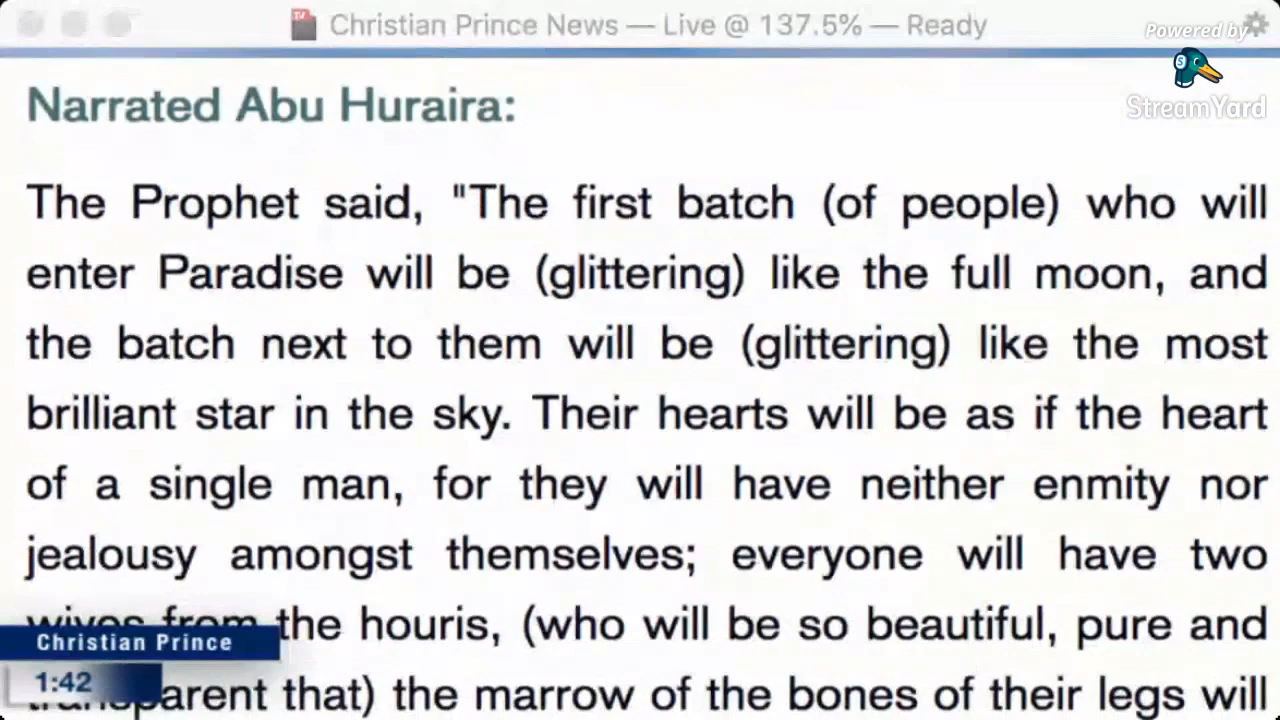 Christian Prince News — Live @ 137.5% — Ready
Powered by
StreamYard
Narrated Abu Huraira:
The Prophet said, "The first batch (of people) who will
enter Paradise will be (glittering) like the full moon, and
the batch next to them will be (glittering) like the most
brilliant star in the sky. Their hearts will be as if the heart
of a single man, for they will have neither enmity nor
jealousy amongst themselves; everyone will have two
wives from the houris, (who will be so beautiful, pure and
transparent that) the marrow of the bones of their legs will
Christian Prince
1:42